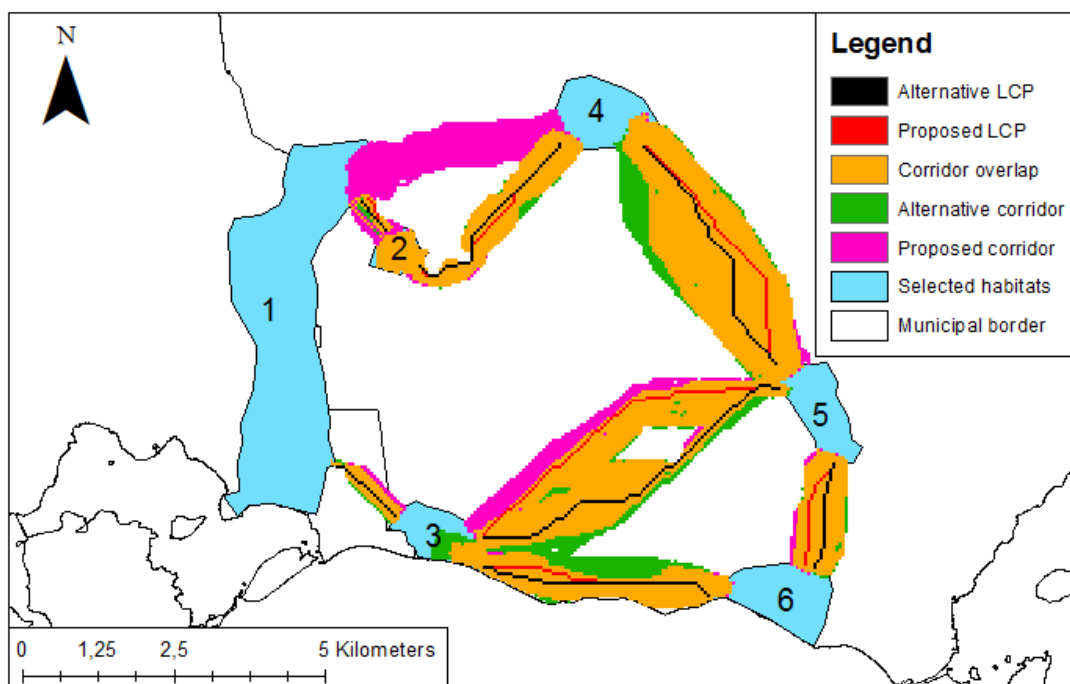 N
Legend
Alternative LCP
Proposed LCP
Corridor overlap
Alternative corridor
Proposed corridor
Selected habitats
Municipal border
4
2
1
5
3
6
0 1,25 2,5 5 Kilometers